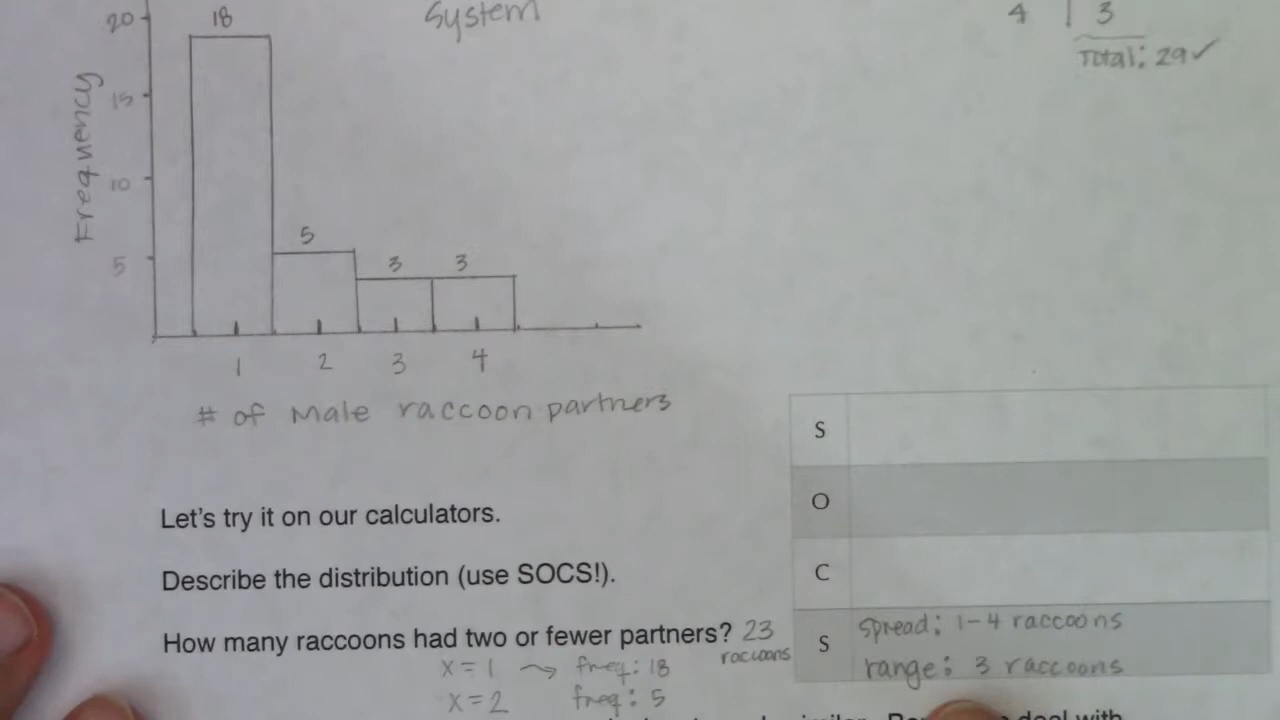 System
20
18
15
10
5
Frequency
5
3
3
1 2 3 4
# of Male raccoon partners
4 | 3
Total: 29 ✓
Let's try it on our calculators.
Describe the distribution (use SOCS!).
How many raccoons had two or fewer partners? 23 raccoons
x = 1 → freq: 18
x = 2 freq: 5
S
O
C
S spread: 1-4 raccoons
range: 3 raccoons
deal with